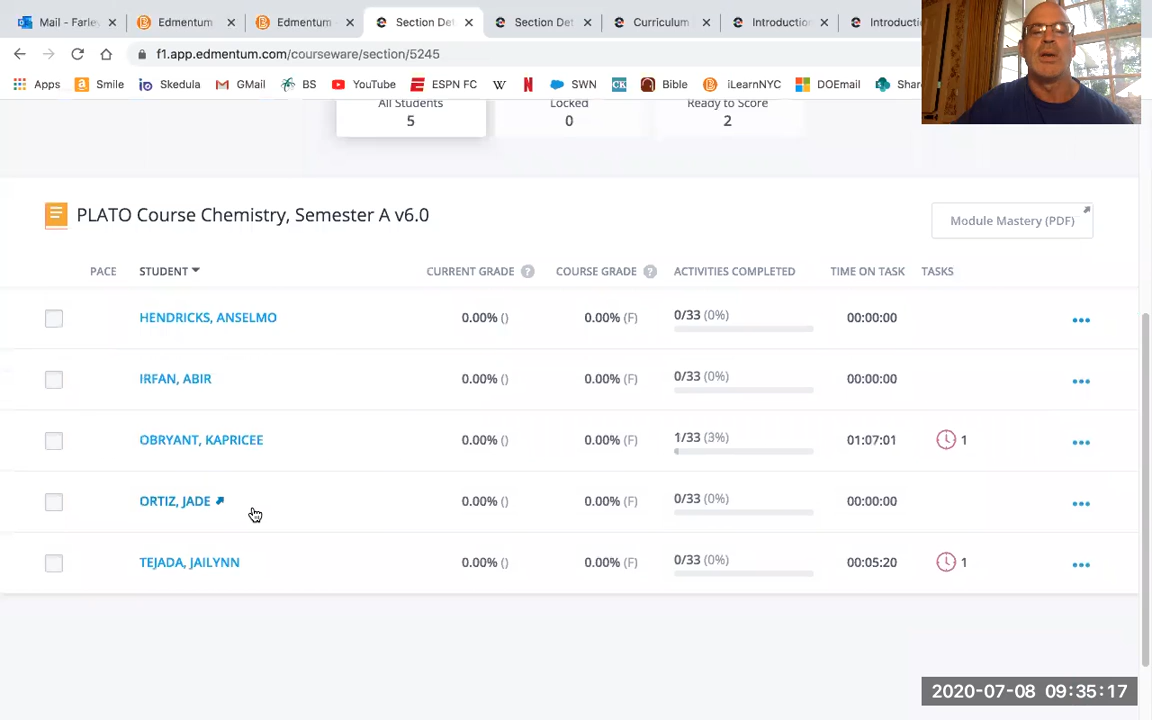 Mail - Farle
Edmentum
Edmentum
Section Det
Section Det
Curriculum
Introduction
Introduc
f1.app.edmentum.com/courseware/section/5245
Apps Smile Skedula GMail BS YouTube ESPN FC SWN Bible iLearnNYC DOEmail Shar
All Students
5
Locked
0
Ready to Score
2
PLATO Course Chemistry, Semester A v6.0
Module Mastery (PDF)
PACE STUDENT CURRENT GRADE ? COURSE GRADE ? ACTIVITIES COMPLETED TIME ON TASK TASKS
HENDRICKS, ANSELMO 0.00% () 0.00% (F) 0/33 (0%) 00:00:00
IRFAN, ABIR 0.00% () 0.00% (F) 0/33 (0%) 00:00:00
OBRYANT, KAPRICEE 0.00% () 0.00% (F) 1/33 (3%) 01:07:01 1
ORTIZ, JADE 0.00% () 0.00% (F) 0/33 (0%) 00:00:00
TEJADA, JAILYNN 0.00% () 0.00% (F) 0/33 (0%) 00:05:20 1
2020-07-08 09:35:17